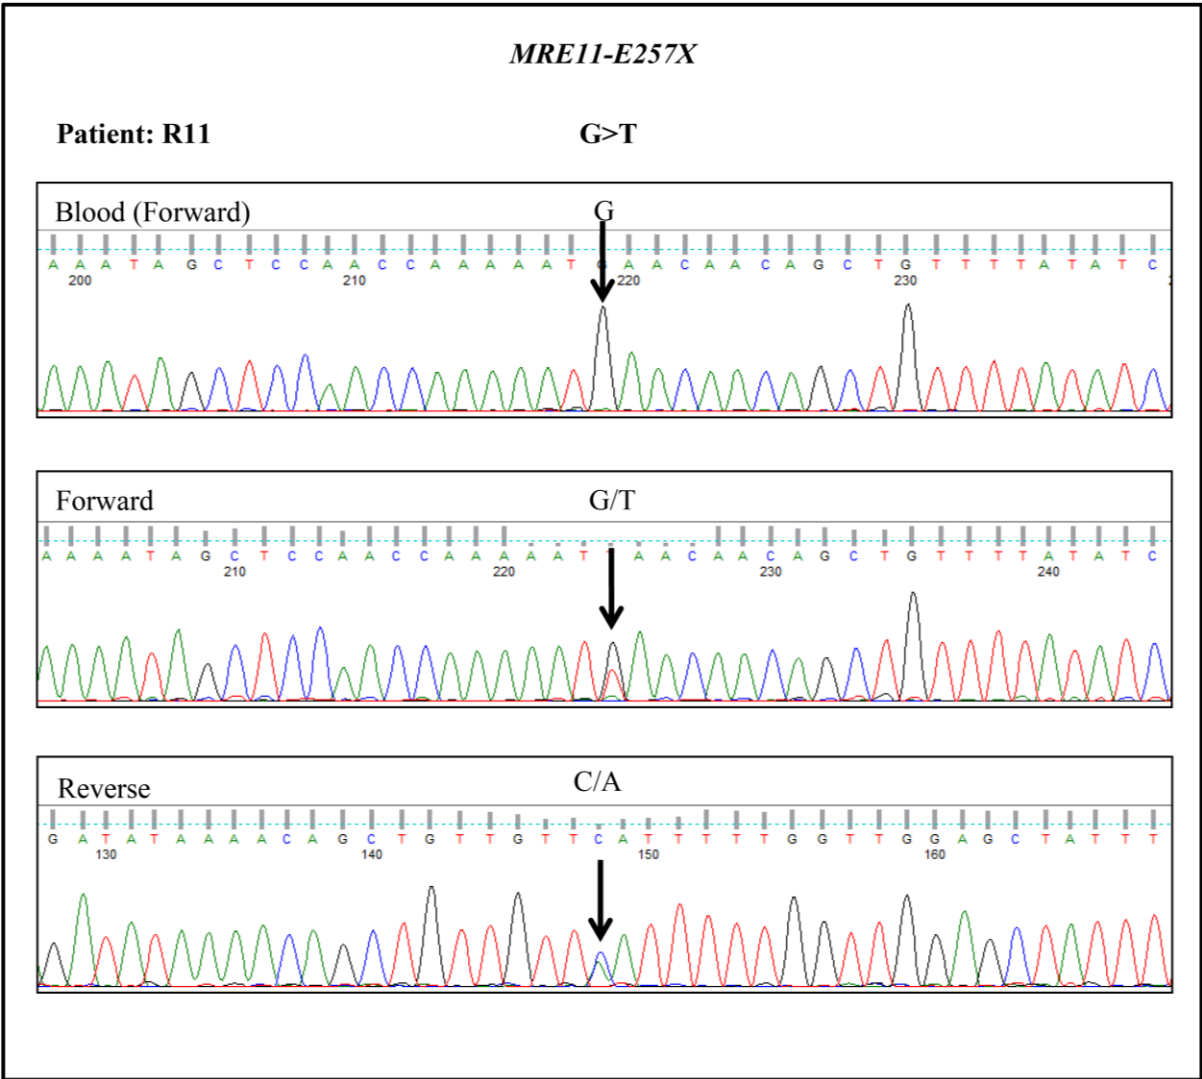 MRE11-E257X
Patient: R11 G>T
Blood (Forward) G
A A A T A G C T C C A A C C A A A A A T G A A C A A C A G C T G T T T T A T A T C
200 210 220 230
Forward G/T
A A A A T A G C T C C A A C C A A A A A T T A A C A A C A G C T G T T T T A T A T C
210 220 230 240
Reverse C/A
G A T A T A A A A C A G C T G T T G T T C A T T T T T G G T T G G A G C T A T T T
130 140 150 160